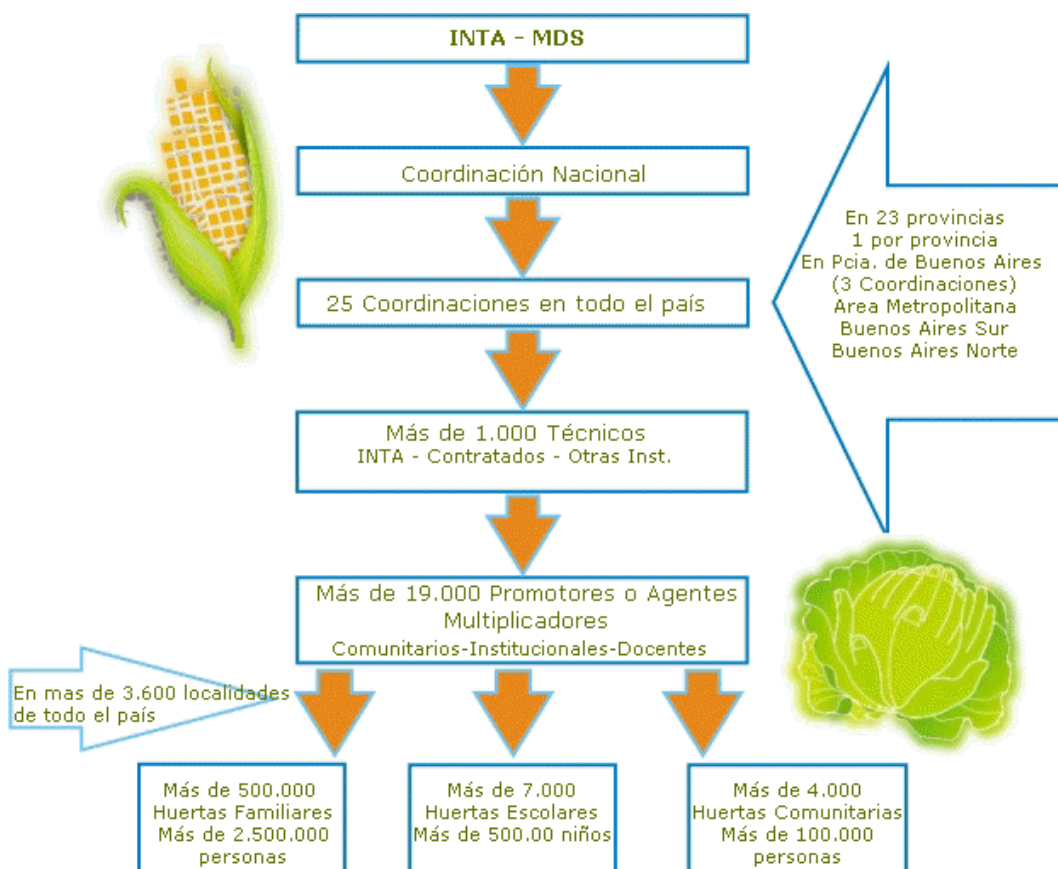 INTA - MDS
Coordinación Nacional
25 Coordinaciones en todo el país
En 23 provincias
1 por provincia
En Pcia. de Buenos Aires
(3 Coordinaciones)
Area Metropolitana
Buenos Aires Sur
Buenos Aires Norte
Más de 1.000 Técnicos
INTA - Contratados - Otras Inst.
Más de 19.000 Promotores o Agentes
Multiplicadores
Comunitarios-Institucionales-Docentes
En mas de 3.600 localidades
de todo el país
Más de 500.000
Huertas Familiares
Más de 2.500.000
personas
Más de 7.000
Huertas Escolares
Más de 500.00 niños
Más de 4.000
Huertas Comunitarias
Más de 100.000
personas